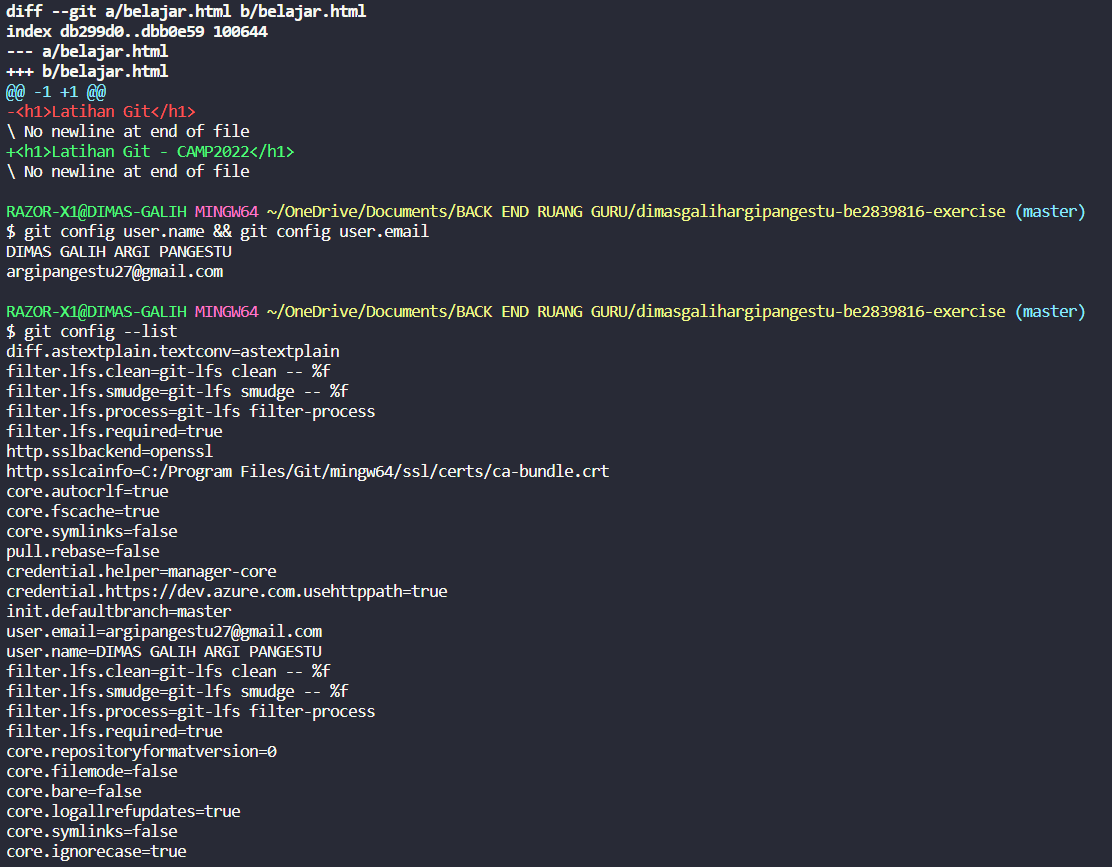 diff --git a/belajar.html b/belajar.html
index db299d0..dbb0e59 100644
--- a/belajar.html
+++ b/belajar.html
@@ -1 +1 @@
-<h1>Latihan Git</h1>
\ No newline at end of file
+<h1>Latihan Git - CAMP2022</h1>
\ No newline at end of file
RAZOR-X1@DIMAS-GALIH MINGW64 ~/OneDrive/Documents/BACK END RUANG GURU/dimasgalihargipangestu-be2839816-exercise (master)
$ git config user.name && git config user.email
DIMAS GALIH ARGI PANGESTU
argipangestu27@gmail.com
RAZOR-X1@DIMAS-GALIH MINGW64 ~/OneDrive/Documents/BACK END RUANG GURU/dimasgalihargipangestu-be2839816-exercise (master)
$ git config --list
diff.astextplain.textconv=astextplain
filter.lfs.clean=git-lfs clean -- %f
filter.lfs.smudge=git-lfs smudge -- %f
filter.lfs.process=git-lfs filter-process
filter.lfs.required=true
http.sslbackend=openssl
http.sslcainfo=C:/Program Files/Git/mingw64/ssl/certs/ca-bundle.crt
core.autocrlf=true
core.fscache=true
core.symlinks=false
pull.rebase=false
credential.helper=manager-core
credential.https://dev.azure.com.usehttppath=true
init.defaultbranch=master
user.email=argipangestu27@gmail.com
user.name=DIMAS GALIH ARGI PANGESTU
filter.lfs.clean=git-lfs clean -- %f
filter.lfs.smudge=git-lfs smudge -- %f
filter.lfs.process=git-lfs filter-process
filter.lfs.required=true
core.repositoryformatversion=0
core.filemode=false
core.bare=false
core.logallrefupdates=true
core.symlinks=false
core.ignorecase=true